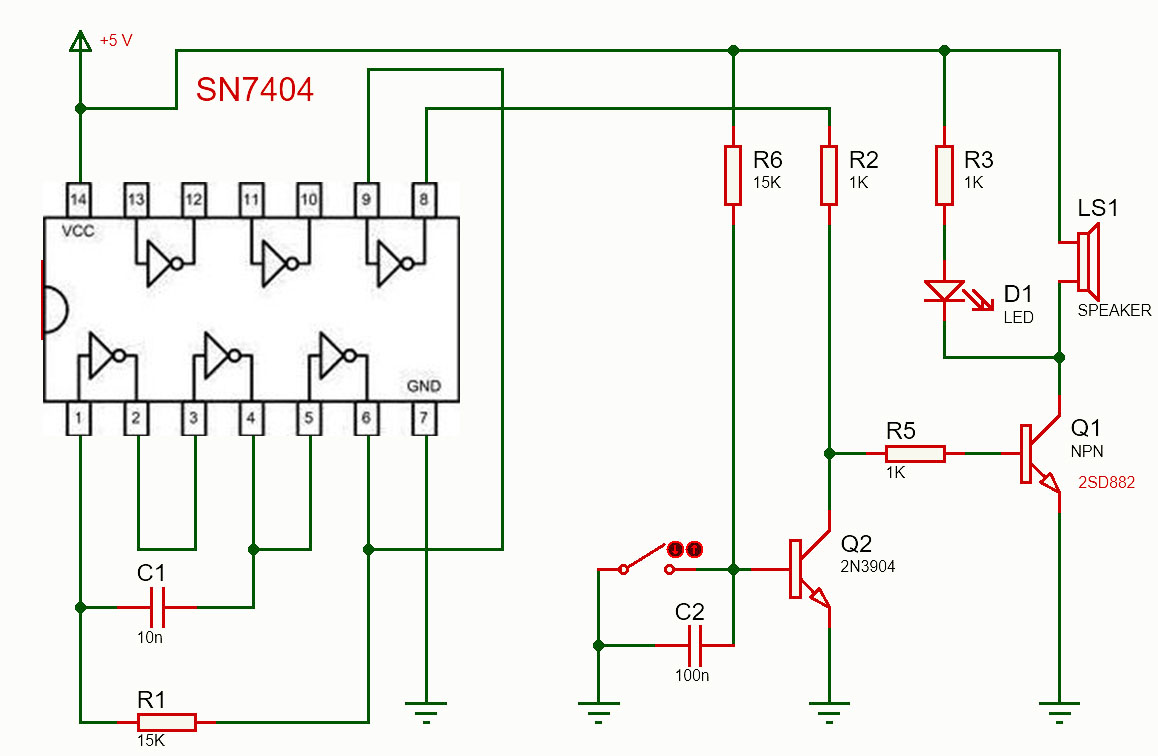 +5 V
SN7404
14
13
12
11
10
9
8
VCC
GND
1
2
3
4
5
6
7
R6
15K
R2
1K
R3
1K
LS1
SPEAKER
D1
LED
R5
1K
Q1
NPN
2SD882
Q2
2N3904
C1
10n
C2
100n
R1
15K